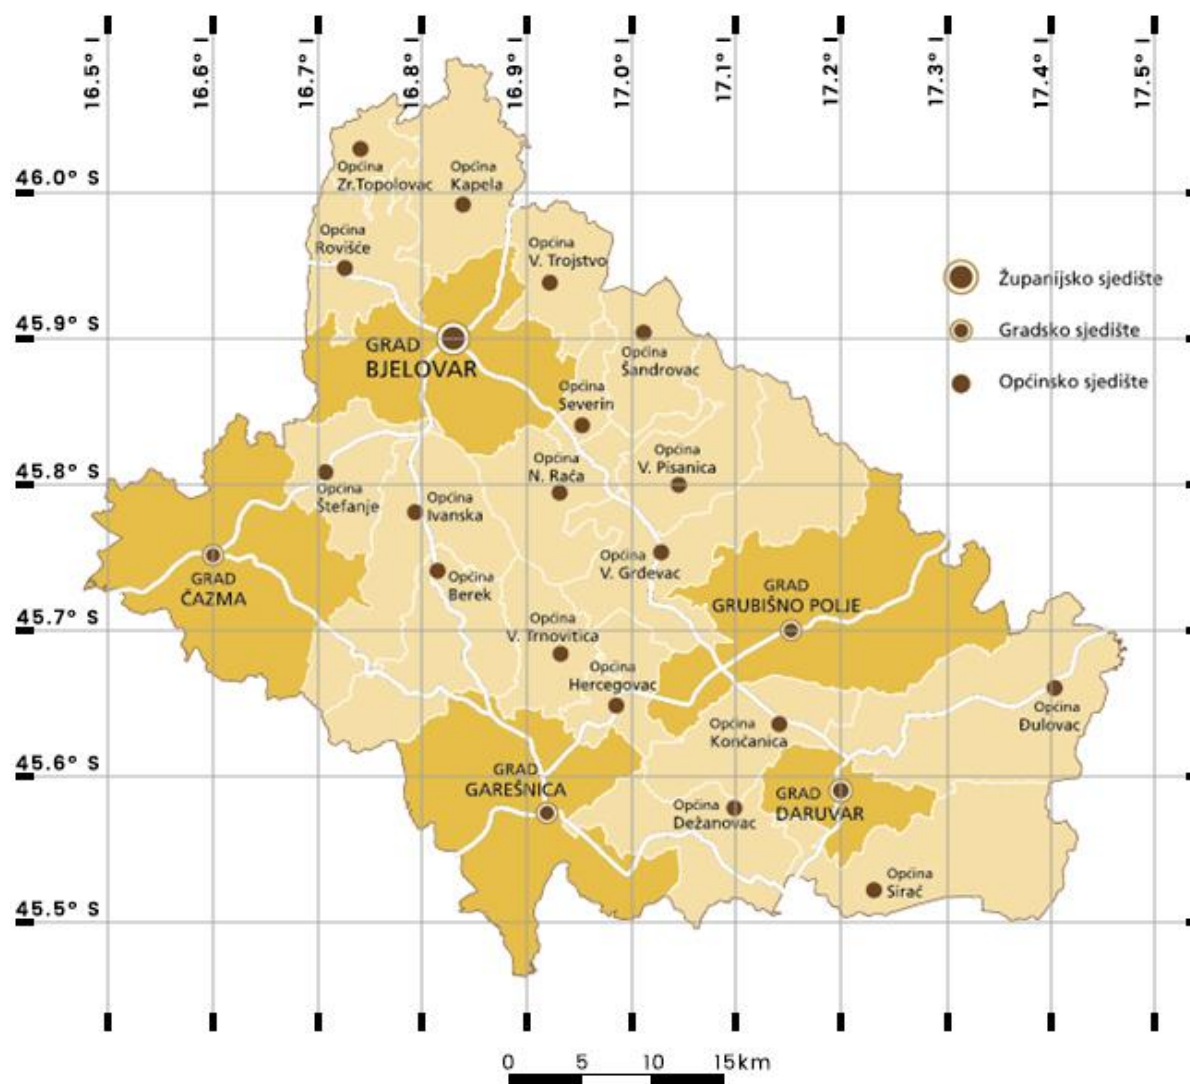 16.5° I
16.6° I
16.7° I
16.8° I
16.9° I
17.0° I
17.1° I
17.2° I
17.3° I
17.4° I
17.5° I
46.0° S
45.9° S
45.8° S
45.7° S
45.6° S
45.5° S
Općina
Zr.Topolovac
Općina
Kapela
Općina
Rovišće
Općina
V. Trojstvo
Županijsko sjedište
Gradsko sjedište
Općinsko sjedište
GRAD
BJELOVAR
Općina
Šandrovac
Općina
Severin
Općina
N. Rača
Općina
V. Pisanica
Općina
Štefanje
Općina
Ivanska
GRAD
ČAZMA
Općina
Berek
Općina
V. Grđevac
GRAD
GRUBIŠNO POLJE
Općina
V. Trnovitica
Općina
Hercegovac
Općina
Končanica
Općina
Đulovac
GRAD
GAREŠNICA
Općina
Dežanovac
GRAD
DARUVAR
Općina
Sirač
0 5 10 15km